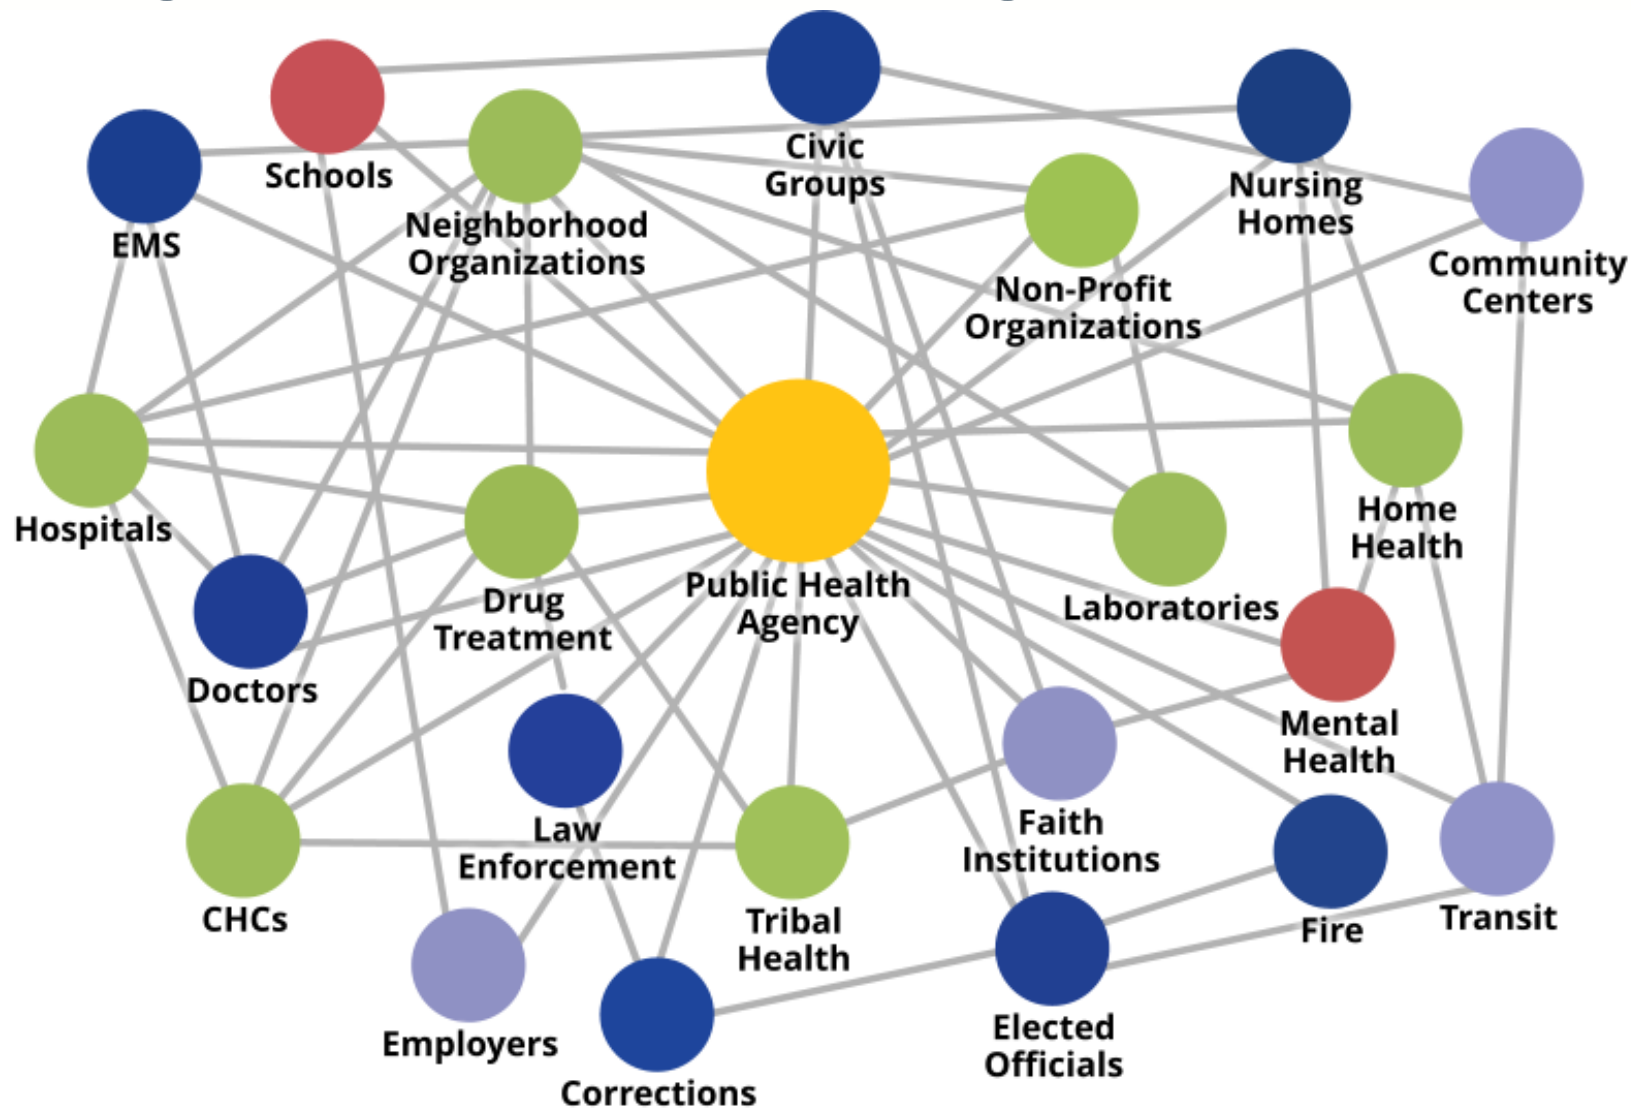 Schools
Civic
Groups
EMS
Neighborhood
Organizations
Nursing
Homes
Non-Profit
Organizations
Community
Centers
Hospitals
Home
Health
Drug
Treatment
Public Health
Agency
Laboratories
Doctors
Mental
Health
Law
Enforcement
Faith
Institutions
CHCs
Tribal
Health
Fire
Transit
Employers
Corrections
Elected
Officials